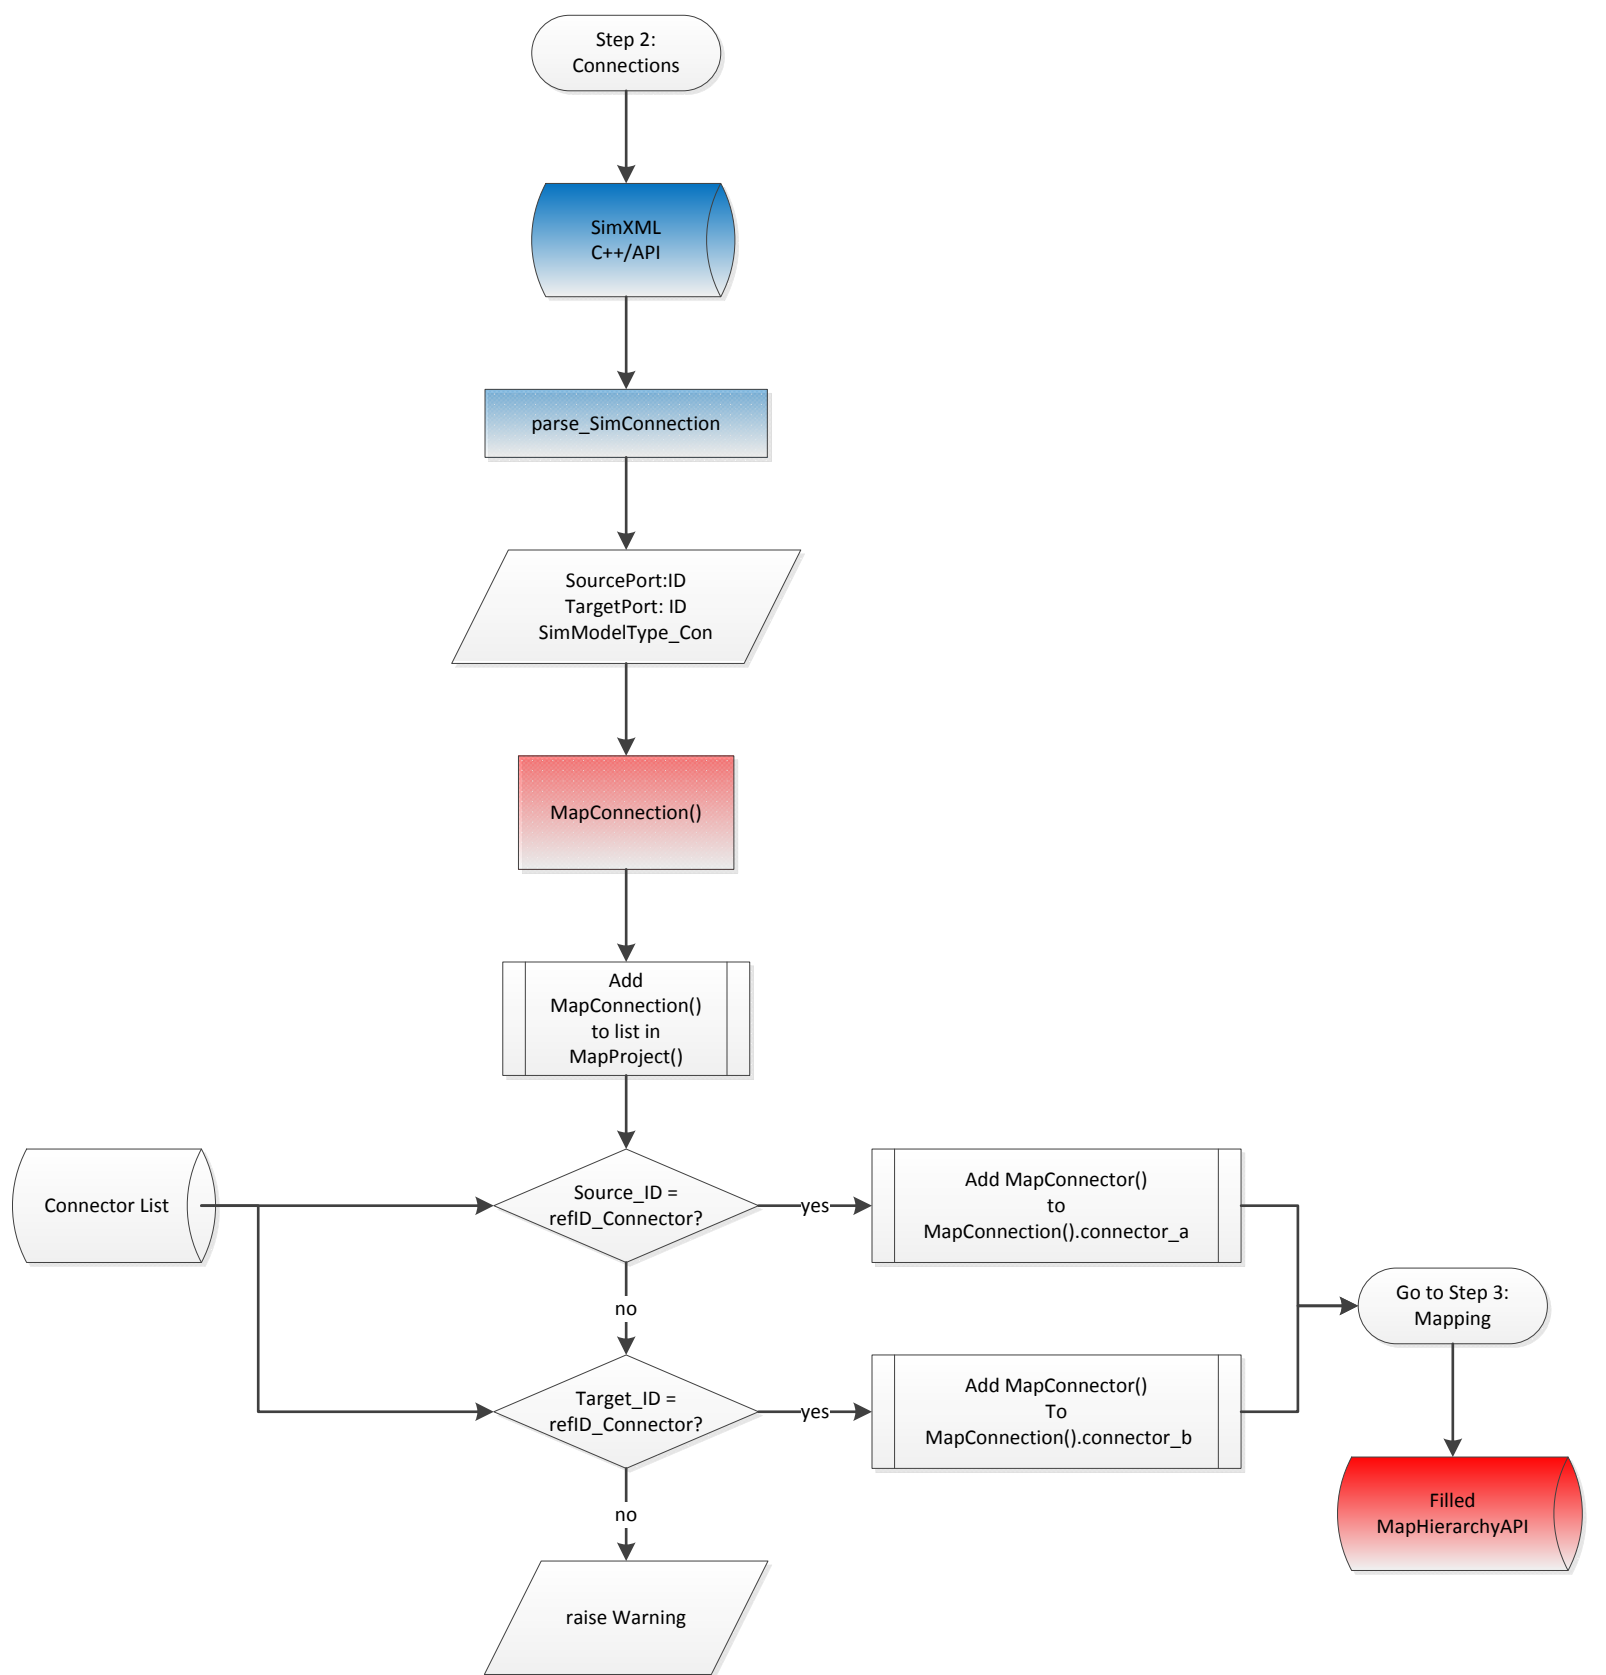 Step 2:
Connections
SimXML
C++/API
parse_SimConnection
SourcePort:ID
TargetPort: ID
SimModelType_Con
MapConnection()
Add
MapConnection()
to list in
MapProject()
Connector List
Source_ID =
refID_Connector?
yes
Add MapConnector()
to
MapConnection().connector_a
no
Go to Step 3:
Mapping
Target_ID =
refID_Connector?
yes
Add MapConnector()
To
MapConnection().connector_b
no
Filled
MapHierarchyAPI
raise Warning